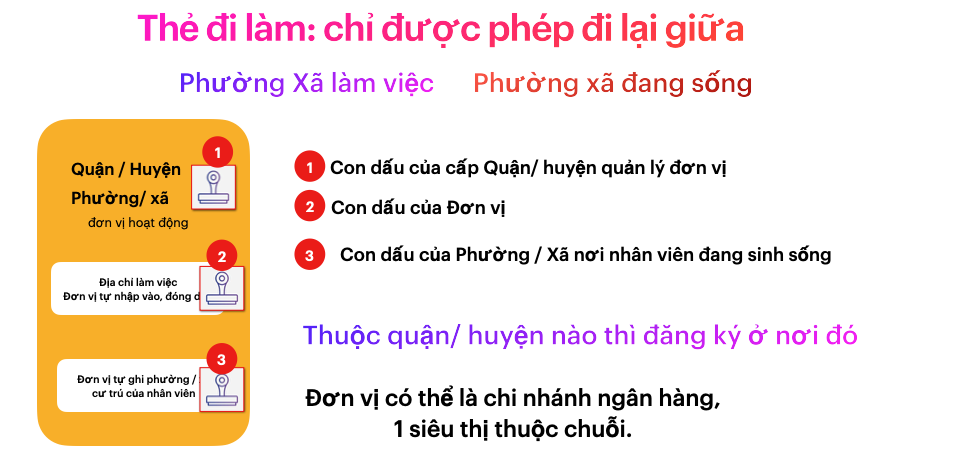 Thẻ đi làm: chỉ được phép đi lại giữa
Phường Xã làm việc
Phường xã đang sống
Quận / Huyện
1
Phường/ xã
đơn vị hoạt động
2
Địa chỉ làm việc
Đơn vị tự nhập vào, đóng d
3
Đơn vị tự ghi phường /
cư trú của nhân viên
1 Con dấu của cấp Quận/ huyện quản lý đơn vị
2 Con dấu của Đơn vị
3 Con dấu của Phường / Xã nơi nhân viên đang sinh sống
Thuộc quận/ huyện nào thì đăng ký ở nơi đó
Đơn vị có thể là chi nhánh ngân hàng,
1 siêu thị thuộc chuỗi.